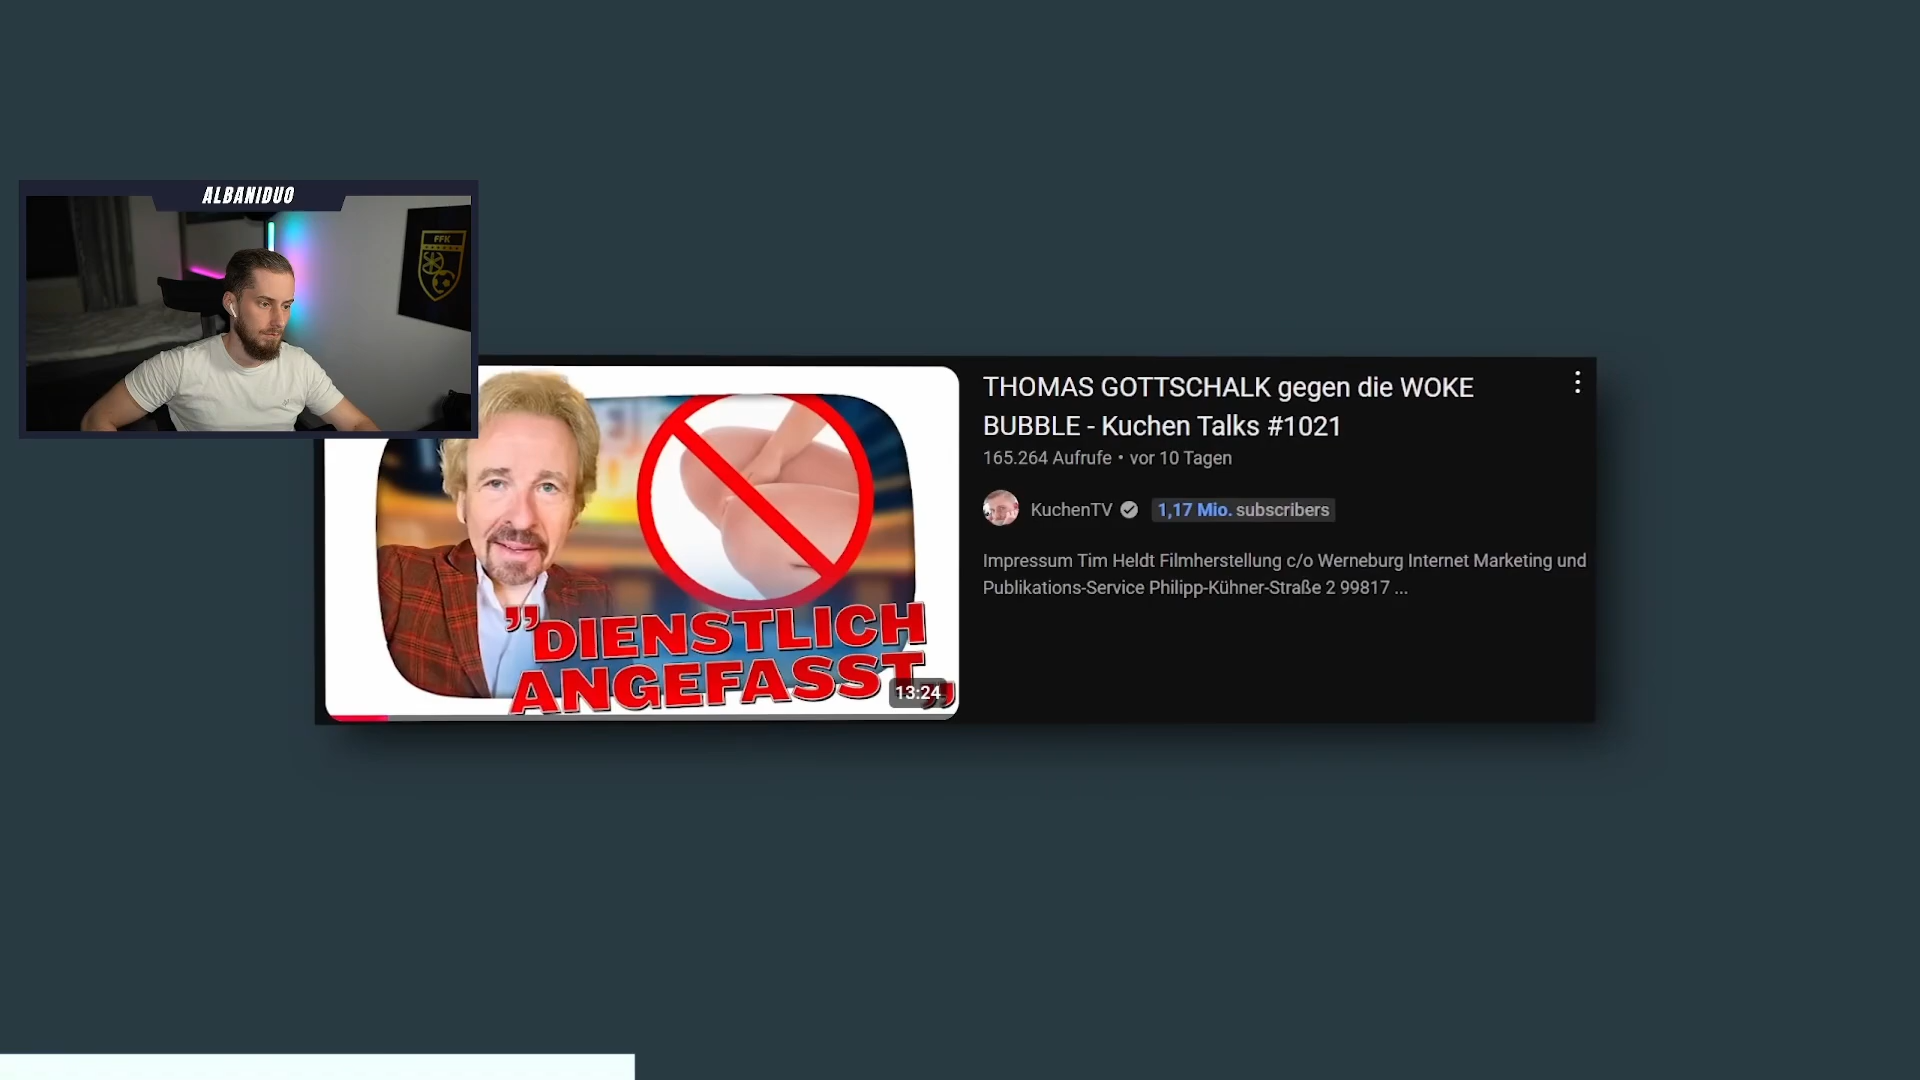 ALBANIDUO
FFK
„DIENSTLICH
ANGEFASST„
13:24
THOMAS GOTTSCHALK gegen die WOKE
BUBBLE - Kuchen Talks #1021
165.264 Aufrufe • vor 10 Tagen
KuchenTV 1,17 Mio. subscribers
Impressum Tim Heldt Filmherstellung c/o Werneburg Internet Marketing und
Publikations-Service Philipp-Kühner-Straße 2 99817 ...